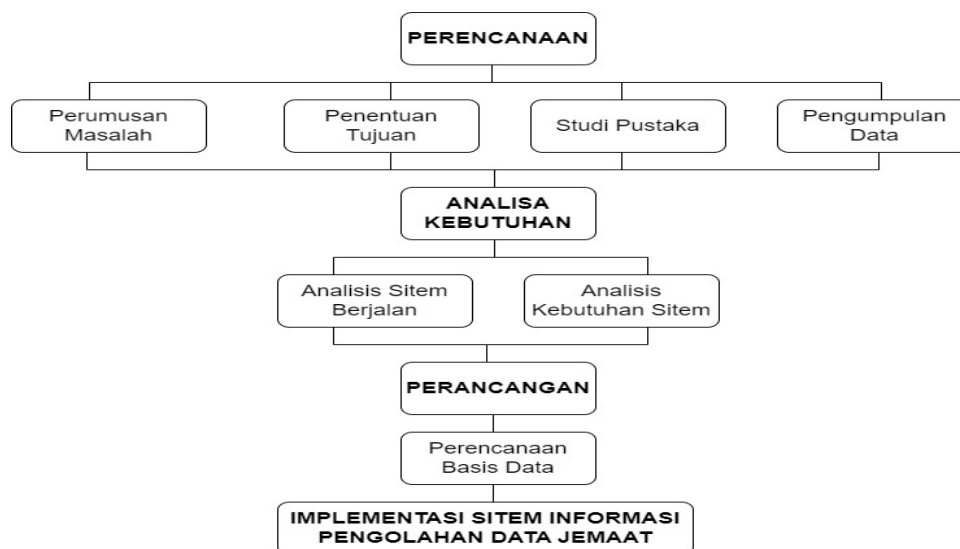 PERENCANAAN
Perumusan
Masalah
Penentuan
Tujuan
Studi Pustaka
Pengumpulan
Data
ANALISA
KEBUTUHAN
Analisis Sitem
Berjalan
Analisis
Kebutuhan Sitem
PERANCANGAN
Perencanaan
Basis Data
IMPLEMENTASI SITEM INFORMASI
PENGOLAHAN DATA JEMAAT